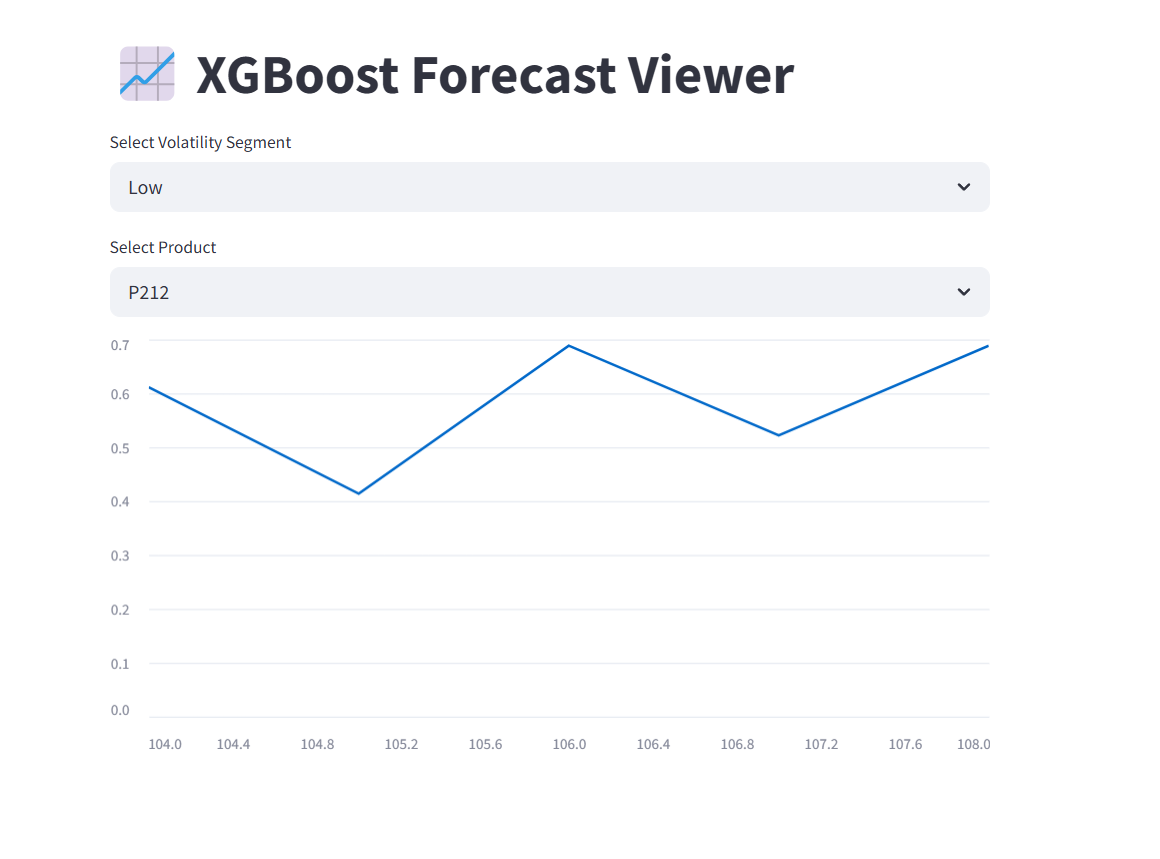 XGBoost Forecast Viewer
Select Volatility Segment
Low
Select Product
P212
0.7
0.6
0.5
0.4
0.3
0.2
0.1
0.0
104.0 104.4 104.8 105.2 105.6 106.0 106.4 106.8 107.2 107.6 108.0